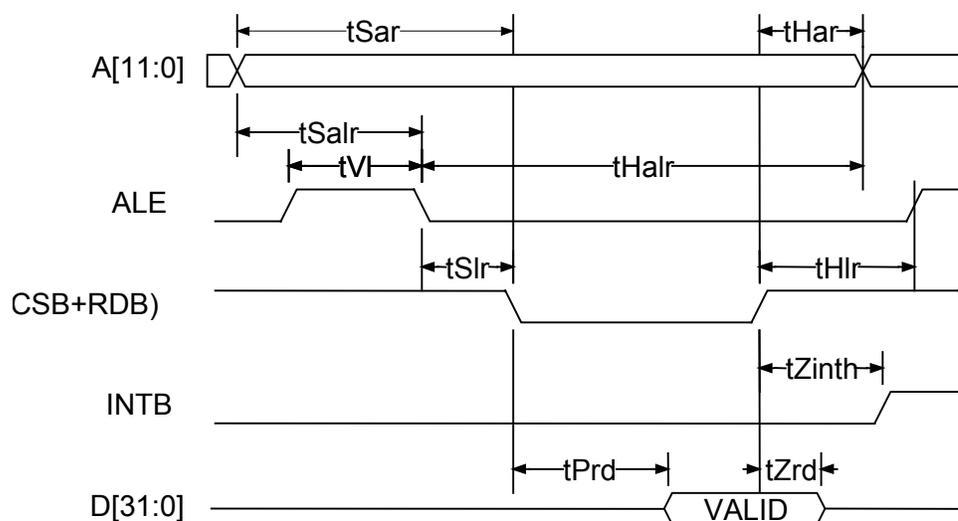 tSar
tHar
A[11:0]
tSalr
tVl
tHalr
ALE
tSlr
tHlr
CSB+RDB)
tZinth
INTB
tPrd
tZrd
D[31:0]
VALID